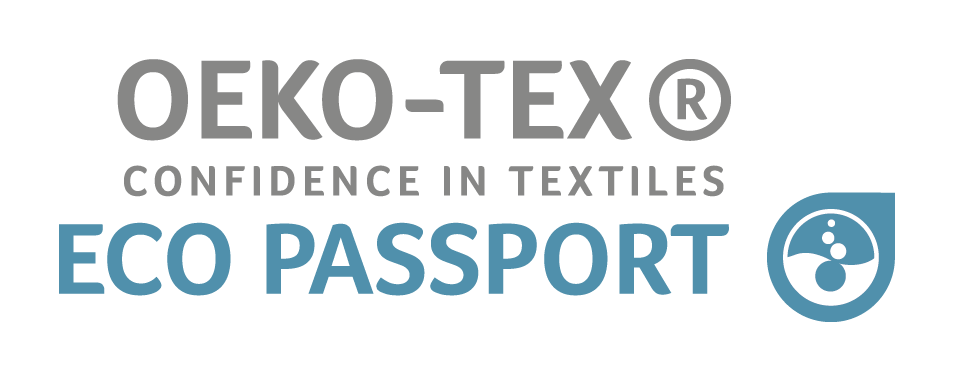 OEKO-TEX®
CONFIDENCE IN TEXTILES
ECO PASSPORT